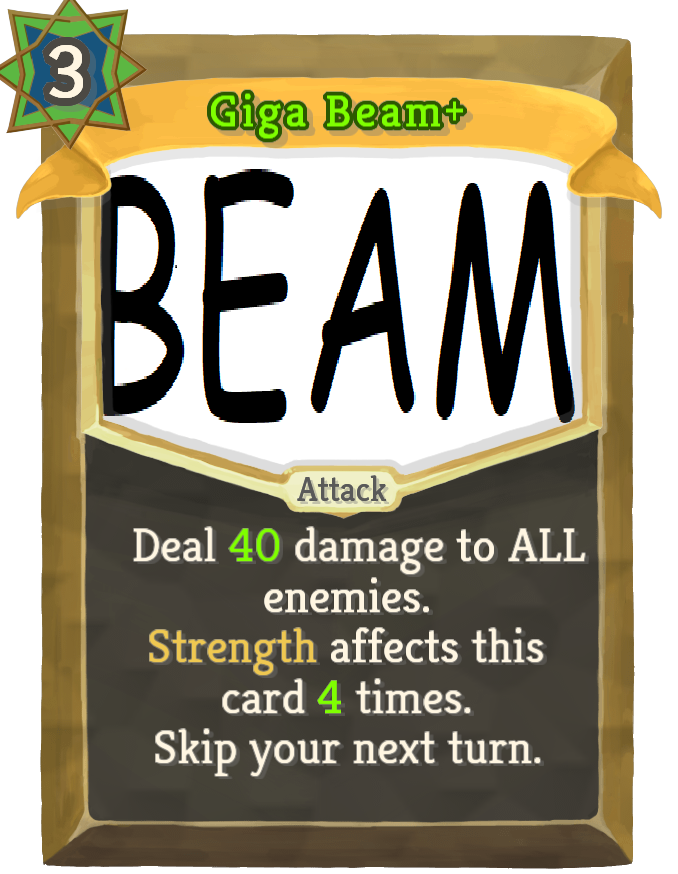 3
Giga Beam+
BEAM
Attack
Deal 40 damage to ALL
enemies.
Strength affects this
card 4 times.
Skip your next turn.